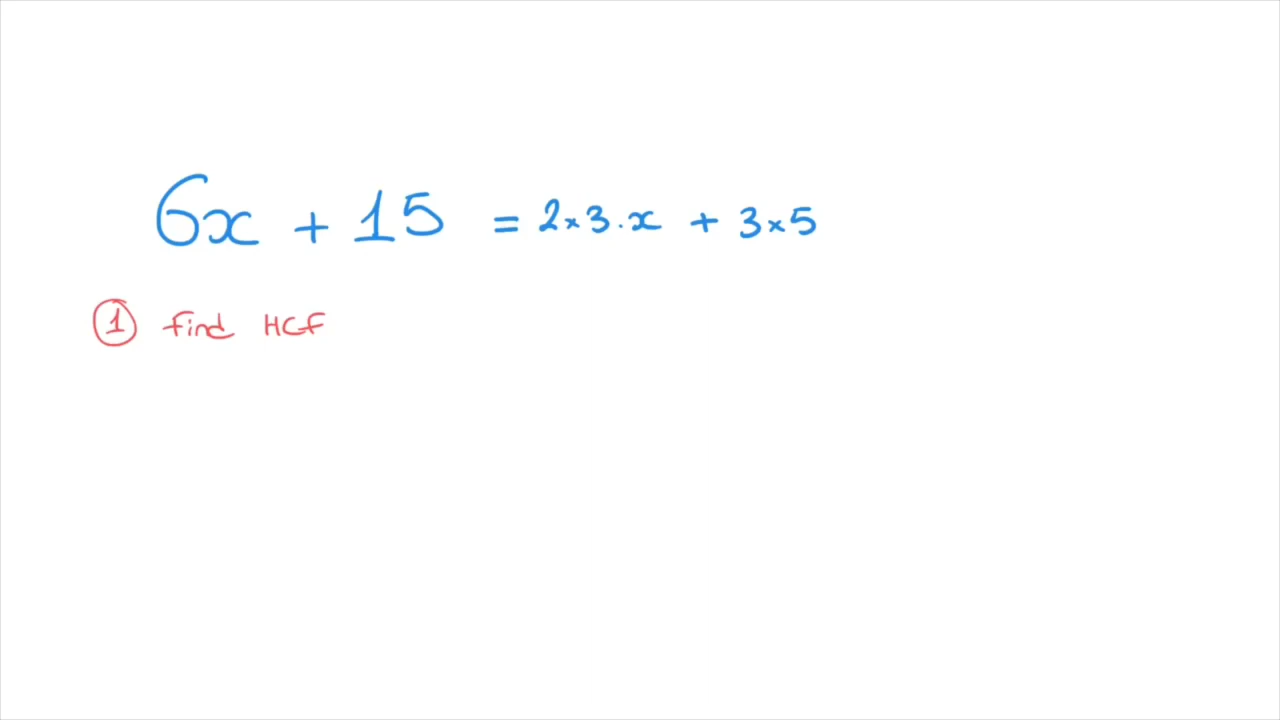 6x + 15 = 2×3.x + 3×5
① find HCF